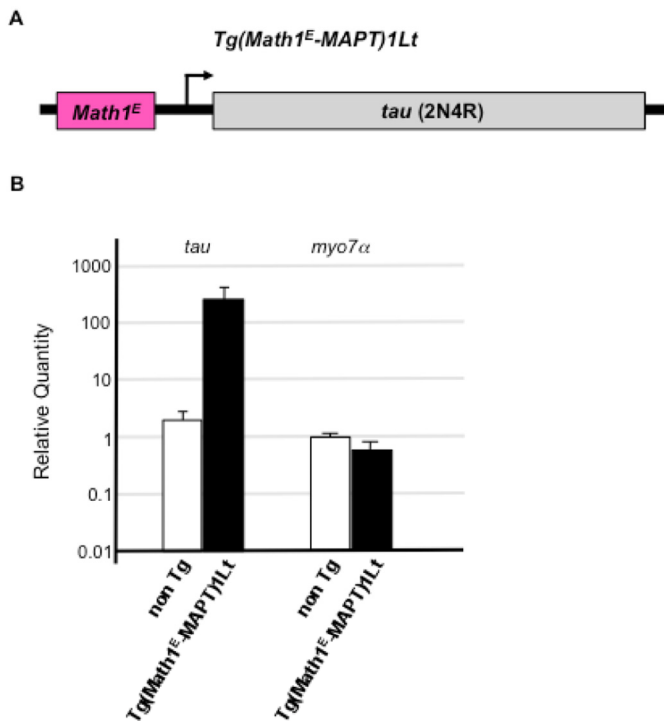 A
Tg(Math1ᴱ-MAPT)1Lt
Math1ᴱ
tau (2N4R)
B
tau
myo7α
1000
100
10
1
0.1
0.01
Relative Quantity
non Tg
Tg(Math1ᴱ-MAPT)1Lt
non Tg
Tg(Math1ᴱ-MAPT)1Lt